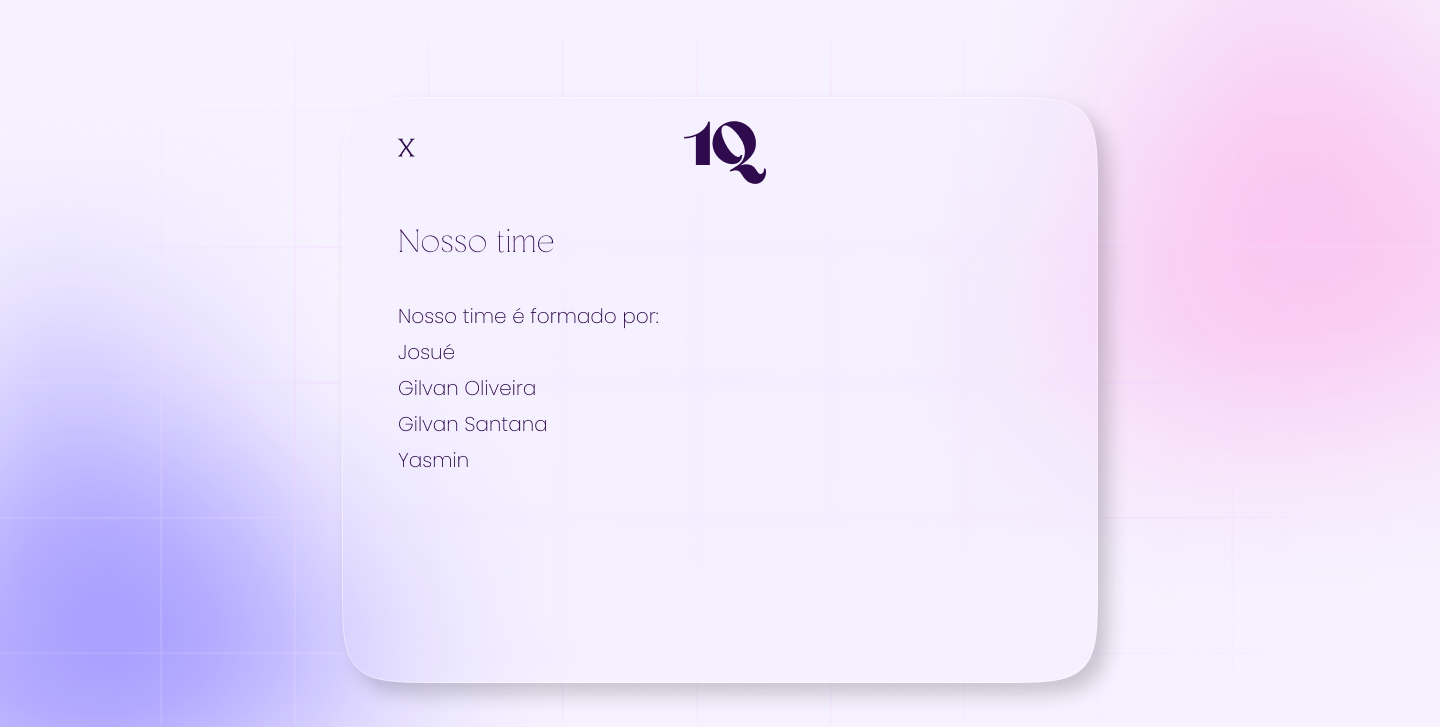 X
1Q
Nosso time
Nosso time é formado por:
Josué
Gilvan Oliveira
Gilvan Santana
Yasmin